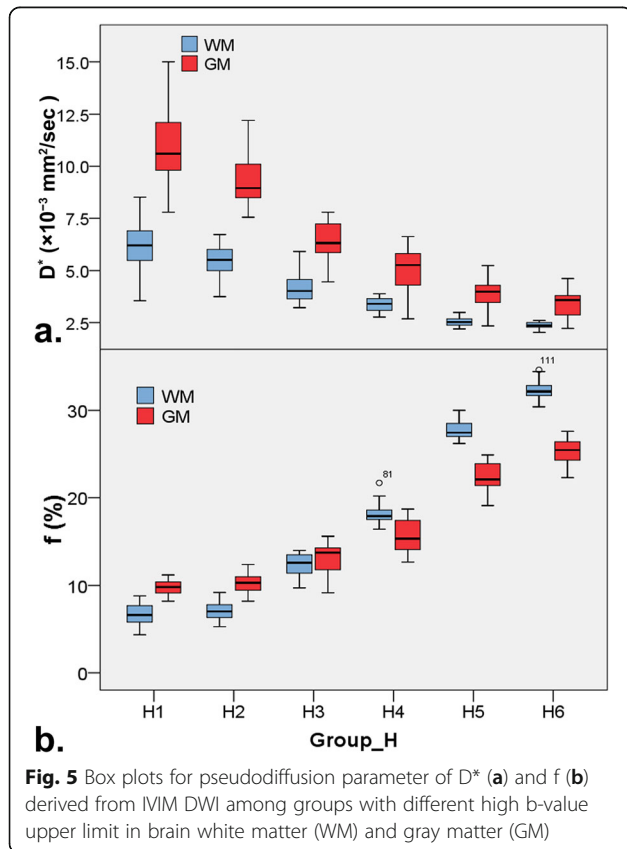 WM
GM
15.0
12.5
10.0
7.5
5.0
2.5
D* (×10⁻³ mm²/sec)
a.
WM
GM
111
81
30
20
10
0
f (%)
H1 H2 H3 H4 H5 H6
Group_H
b.
Fig. 5 Box plots for pseudodiffusion parameter of D* (a) and f (b)
derived from IVIM DWI among groups with different high b-value
upper limit in brain white matter (WM) and gray matter (GM)